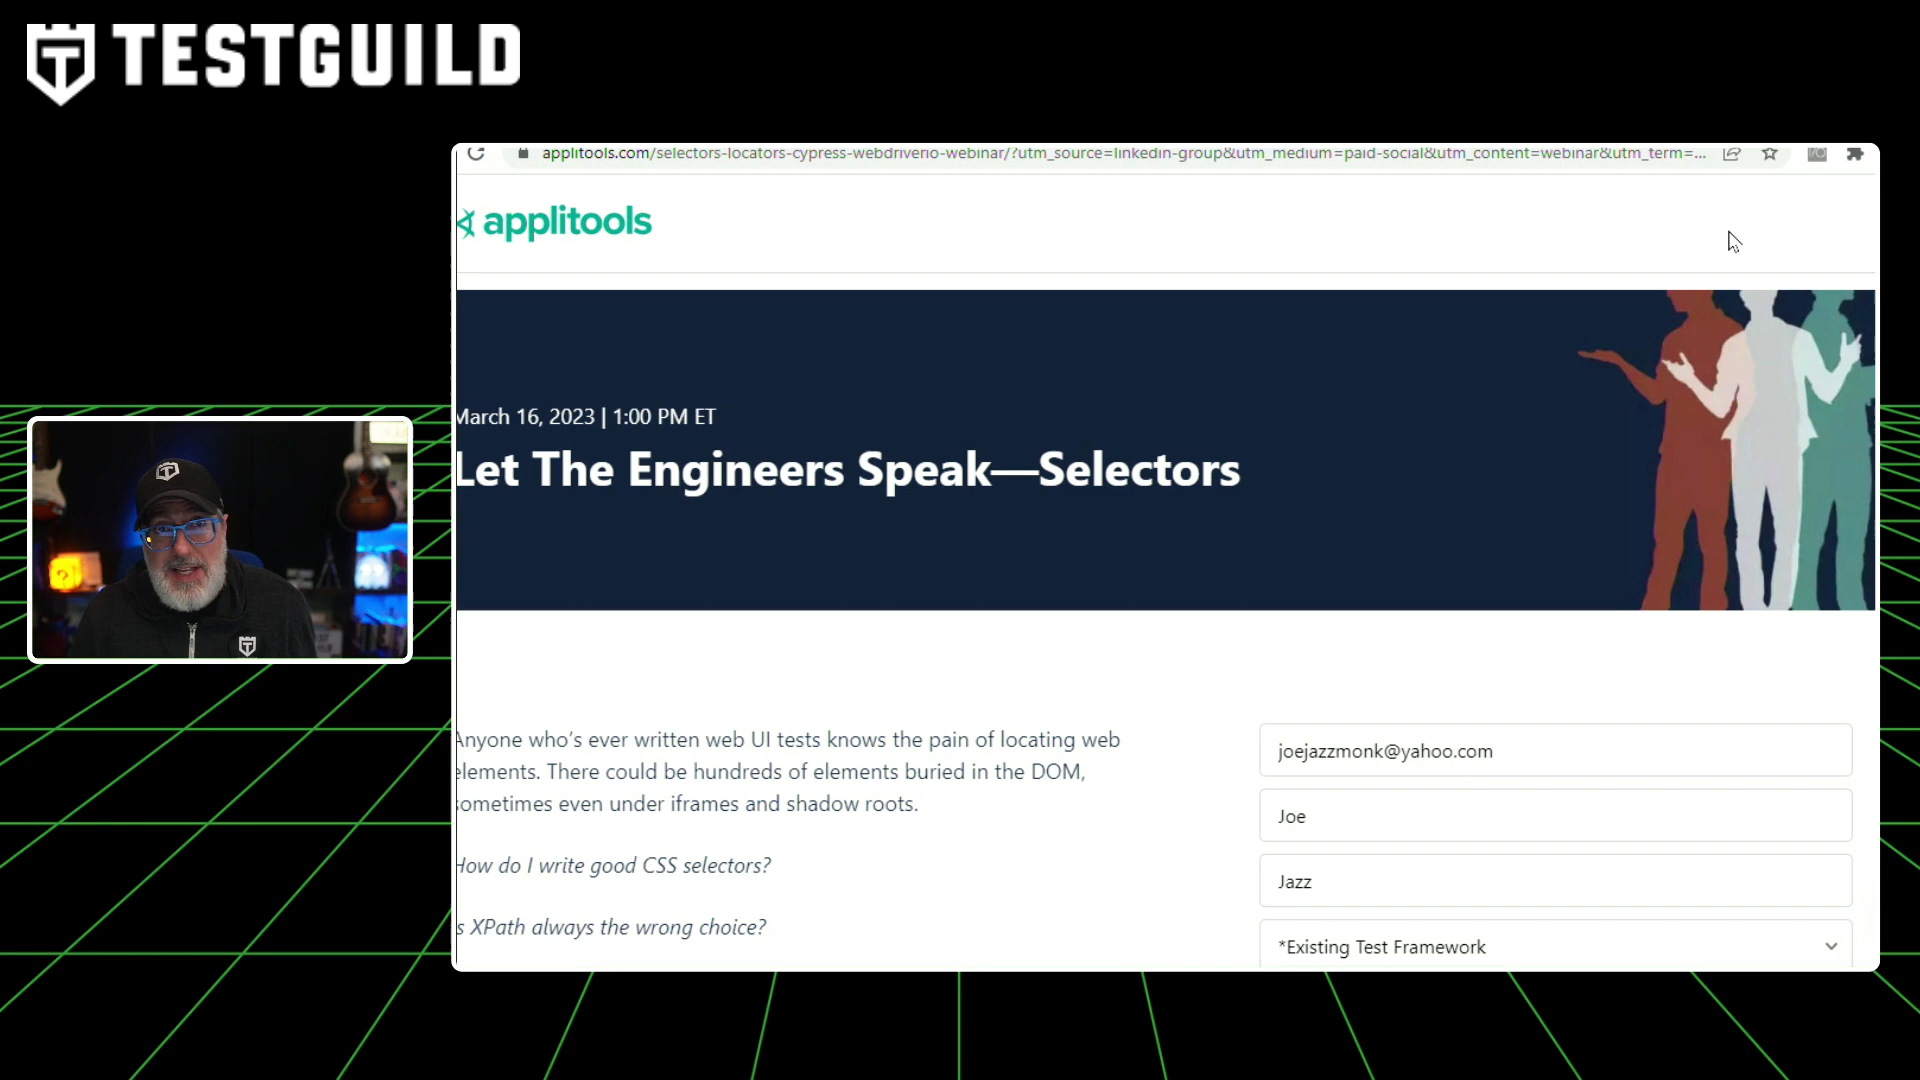 TESTGUILD
applitools.com/selectors-locators-cypress-webdriverio-webinar/?utm_source=linkedin-group&utm_medium=paid-social&utm_content=webinar&utm_term=...
applitools
March 16, 2023 | 1:00 PM ET
Let The Engineers Speak—Selectors
Anyone who's ever written web UI tests knows the pain of locating web
elements. There could be hundreds of elements buried in the DOM,
sometimes even under iframes and shadow roots.
How do I write good CSS selectors?
s XPath always the wrong choice?
joejazzmonk@yahoo.com
Joe
Jazz
*Existing Test Framework